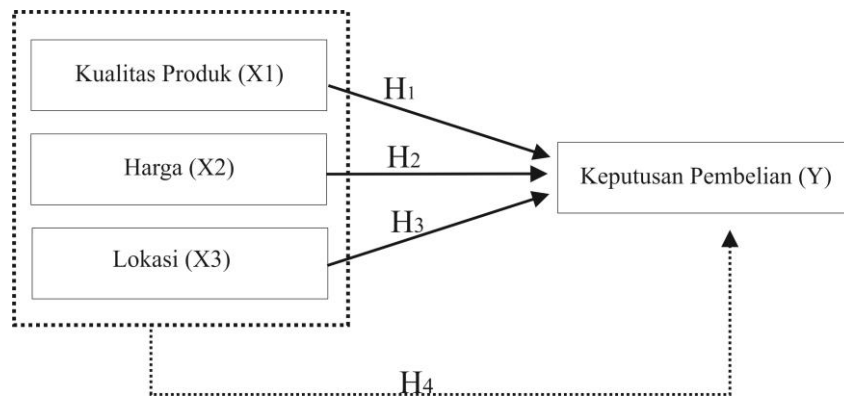 Kualitas Produk (X1)
H1
Harga (X2)
H2
Keputusan Pembelian (Y)
H3
Lokasi (X3)
H4